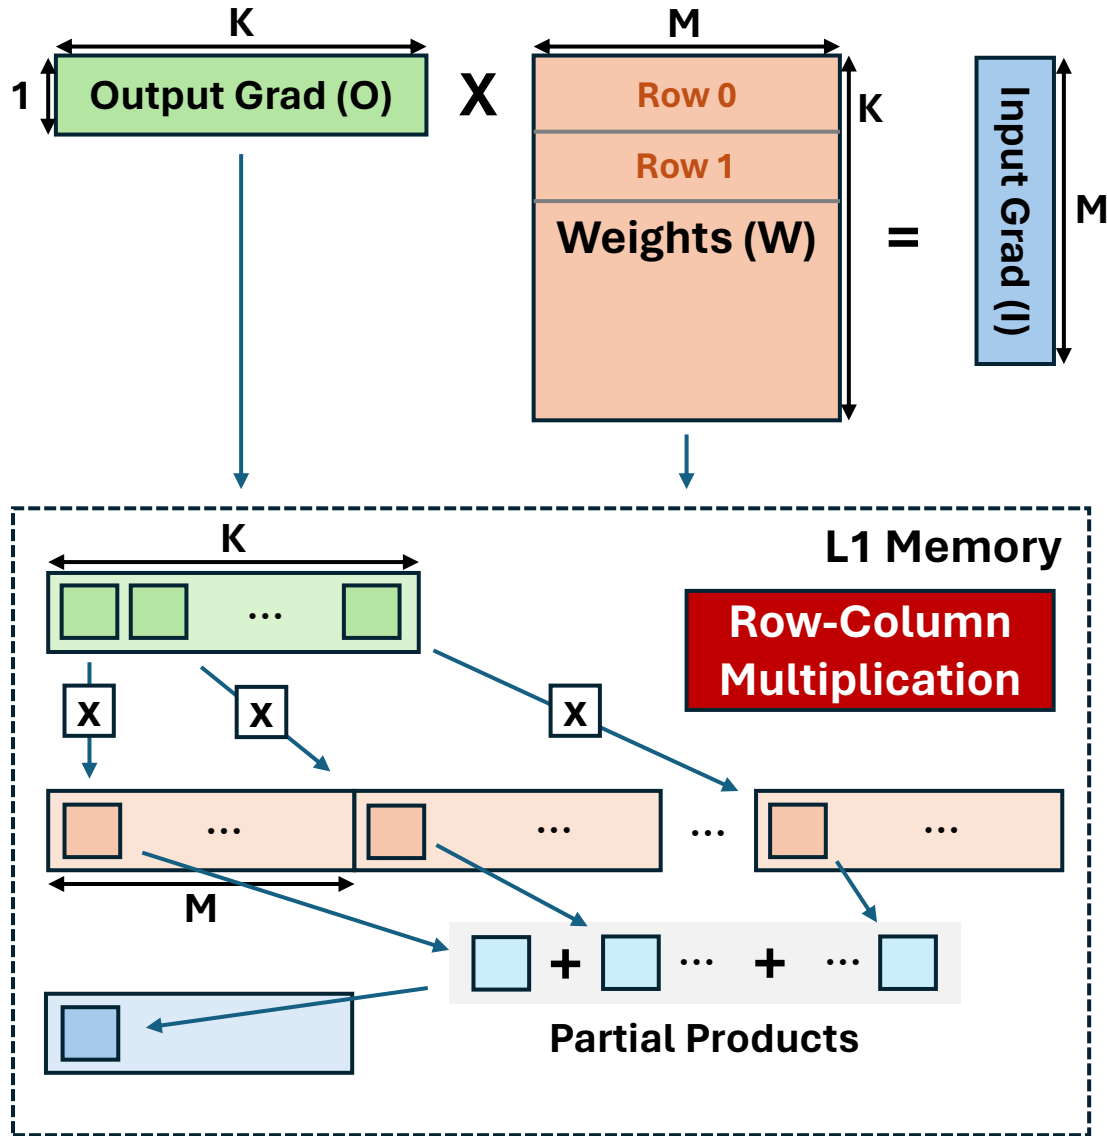 K
M
1
Output Grad (O)
X
Row 0
K
Row 1
Weights (W)
=
Input Grad (I)
M
K
L1 Memory
...
Row-Column
Multiplication
X
X
X
...
...
...
...
M
+
...
+
...
Partial Products